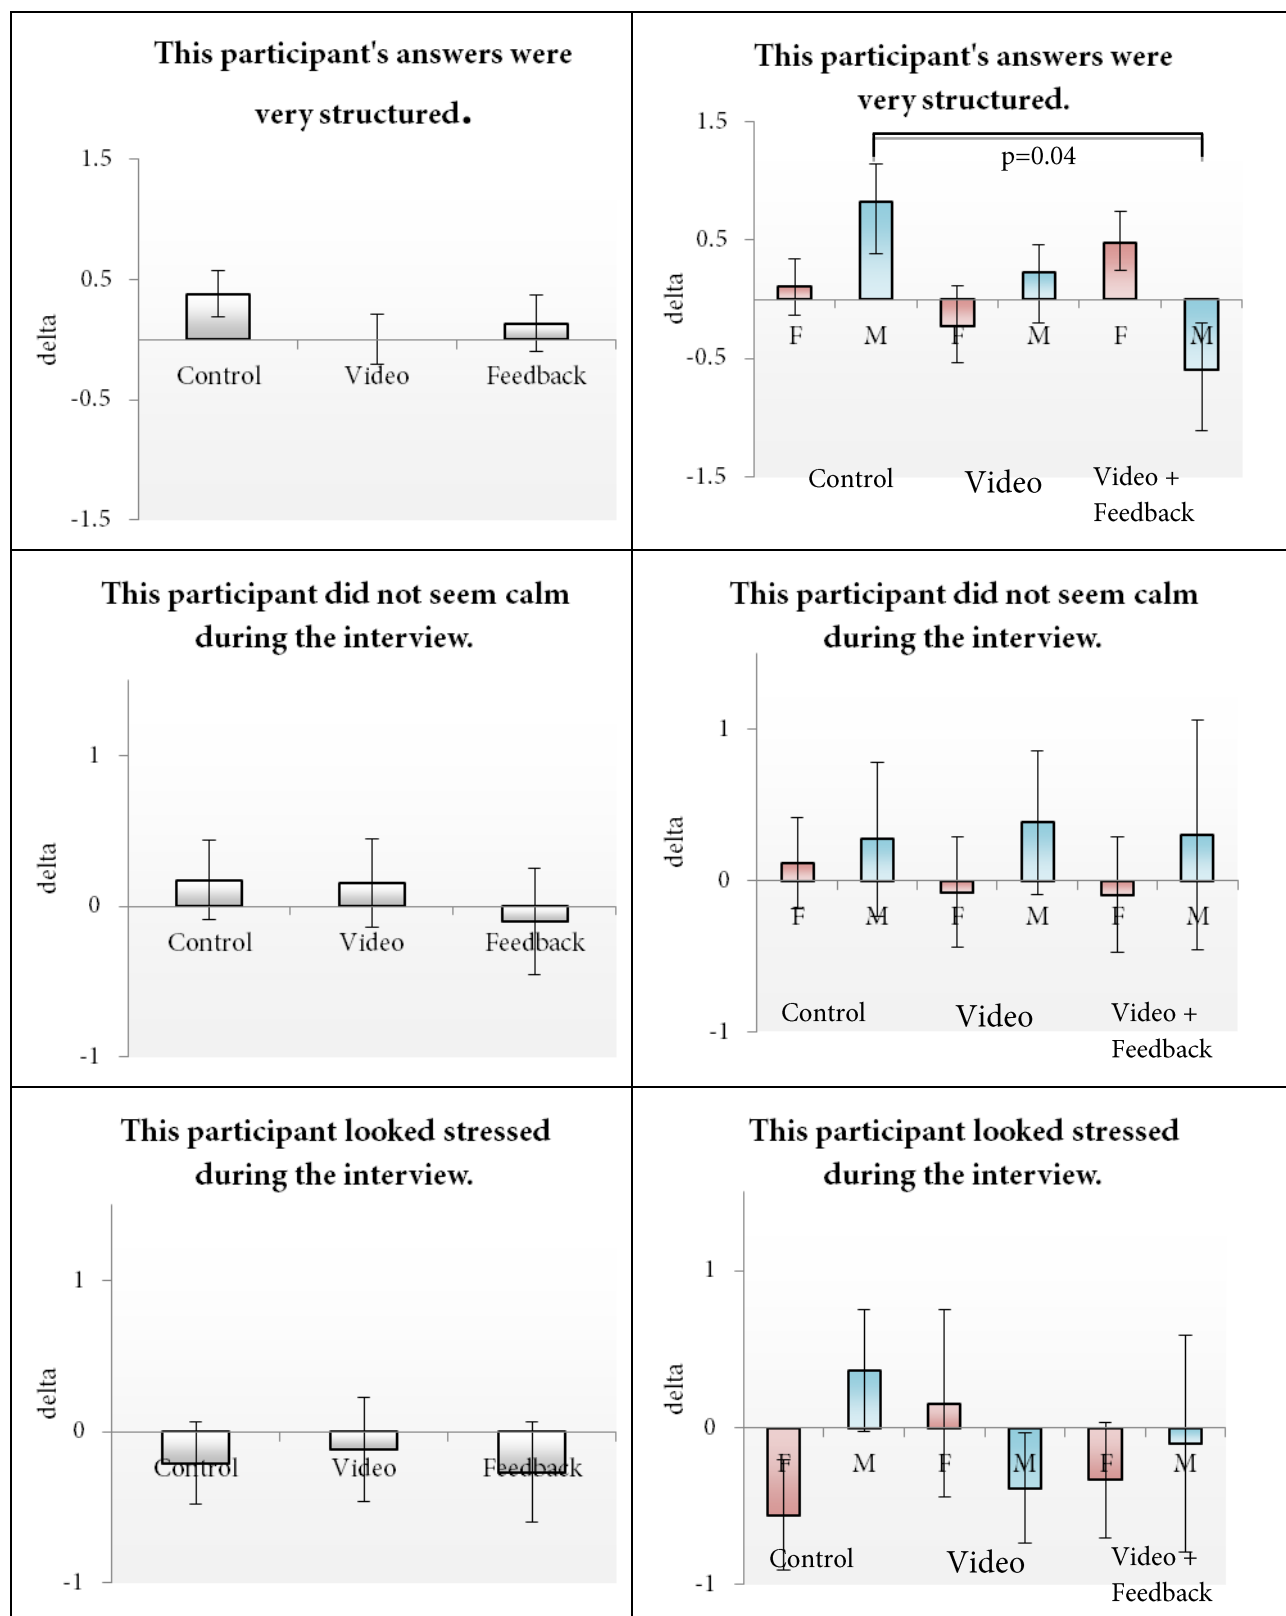 This participant's answers were
very structured.
1.5
0.5
-0.5
-1.5
delta
Control
Video
Feedback
This participant's answers were
very structured.
1.5
0.5
-0.5
-1.5
delta
p=0.04
F
M
F
M
F
M
Control
Video
Video +
Feedback
This participant did not seem calm
during the interview.
1
0
-1
delta
Control
Video
Feedback
This participant did not seem calm
during the interview.
1
0
-1
delta
F
M
F
M
F
M
Control
Video
Video +
Feedback
This participant looked stressed
during the interview.
1
0
-1
delta
Control
Video
Feedback
This participant looked stressed
during the interview.
1
0
-1
delta
F
M
F
M
F
M
Control
Video
Video +
Feedback